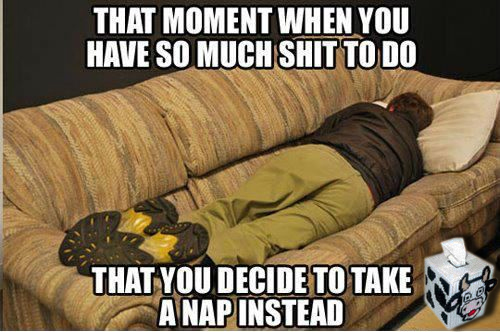 THAT MOMENT WHEN YOU
HAVE SO MUCH SHIT TO DO
THAT YOU DECIDE TO TAKE
A NAP INSTEAD